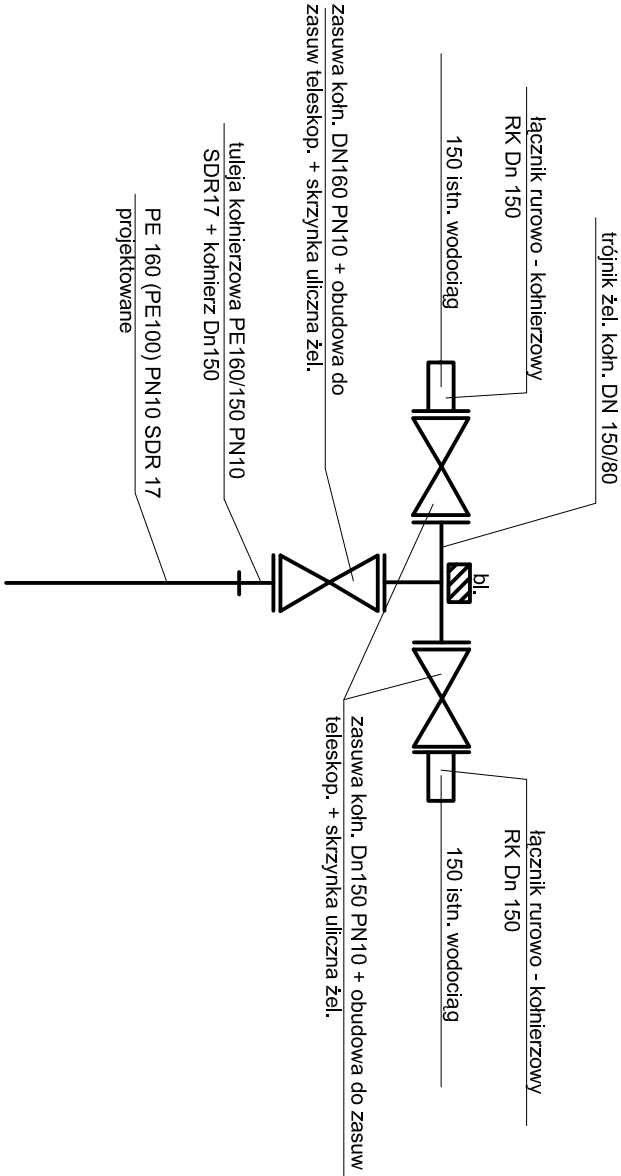 trójnik żel. kołn. DN 150/80
łącznik rurowo - kołnierzowy
RK Dn 150
150 istn. wodociąg
zasuwa kołn. DN160 PN10 + obudowa do
zasuw teleskop. + skrzynka uliczna żel.
tuleja kołnierzowa PE160/150 PN10
SDR17 + kołnierz Dn150
PE 160 (PE100) PN10 SDR 17
projektowane
bl.
łącznik rurowo - kołnierzowy
RK Dn 150
150 istn. wodociąg
zasuwa kołn. Dn150 PN10 + obudowa do zasuw
teleskop. + skrzynka uliczna żel.